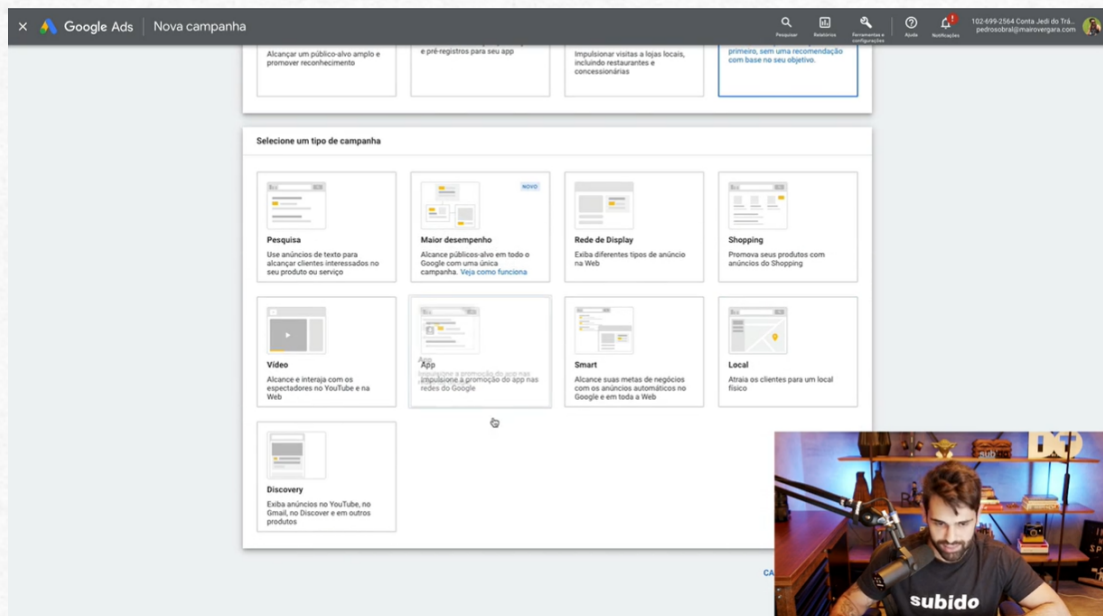 Google Ads
Nova campanha
Pesquisar
Relatórios
Ferramentas e
configurações
Ajuda
Notificações
102-699-2564 Conta Jedi do Trá...
pedrosobral@mairovergara.com
Alcançar um público-alvo amplo e
promover reconhecimento
e pré-registros para seu app
Impulsionar visitas a lojas locais,
incluindo restaurantes e
concessionárias
primeiro, sem uma recomendação
com base no seu objetivo.
Selecione um tipo de campanha
Pesquisa
Use anúncios de texto para
alcançar clientes interessados no
seu produto ou serviço
NOVO
Maior desempenho
Alcance públicos-alvo em todo o
Google com uma única
campanha. Veja como funciona
Rede de Display
Exiba diferentes tipos de anúncio
na Web
Shopping
Promova seus produtos com
anúncios do Shopping
Vídeo
Alcance e interaja com os
espectadores no YouTube e na
Web
App
Impulsione a promoção do app nas
redes do Google
Smart
Alcance suas metas de negócios
com os anúncios automáticos no
Google e em toda a Web
Local
Atraia os clientes para um local
físico
Discovery
Exiba anúncios no YouTube, no
Gmail, no Discover e em outros
produtos
CA
sub
subido